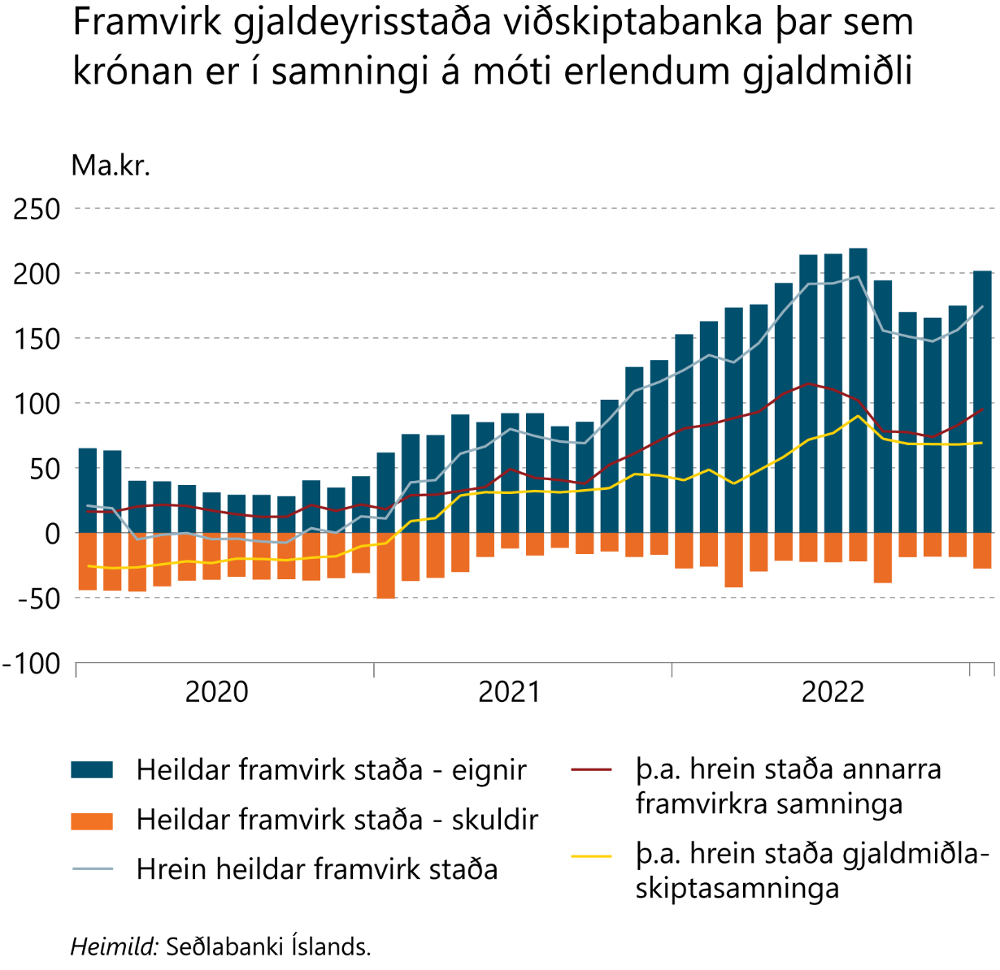 Framvirk gjaldeyrisstaða viðskiptabanka þar sem
krónan er í samningi á móti erlendum gjaldmiðli
Ma.kr.
250
200
150
100
50
0
-50
-100
2020
2021
2022
Heildar framvirk staða - eignir
Heildar framvirk staða - skuldir
Hrein heildar framvirk staða
þ.a. hrein staða annarra
framvirkra samninga
þ.a. hrein staða gjaldmiðla-
skiptasamninga
Heimild: Seðlabanki Íslands.